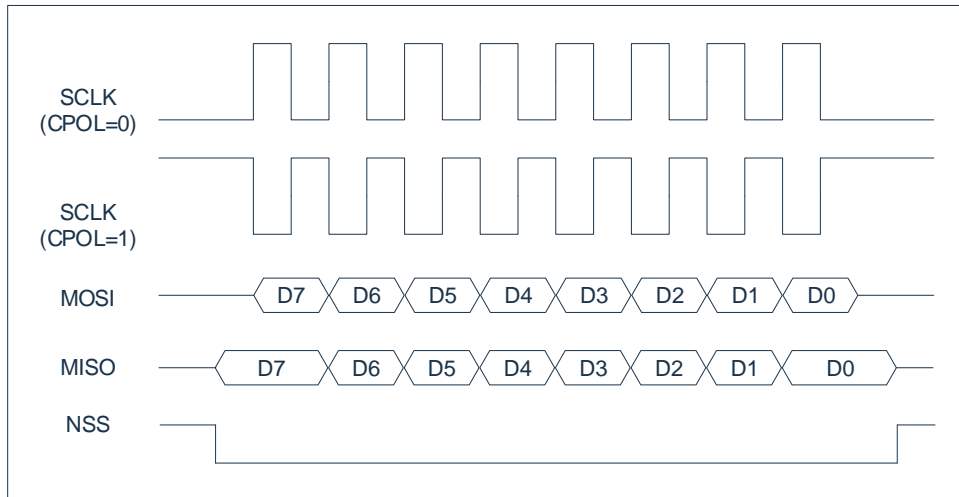 SCLK
(CPOL=0)
SCLK
(CPOL=1)
MOSI
D7 D6 D5 D4 D3 D2 D1 D0
MISO
D7 D6 D5 D4 D3 D2 D1 D0
NSS